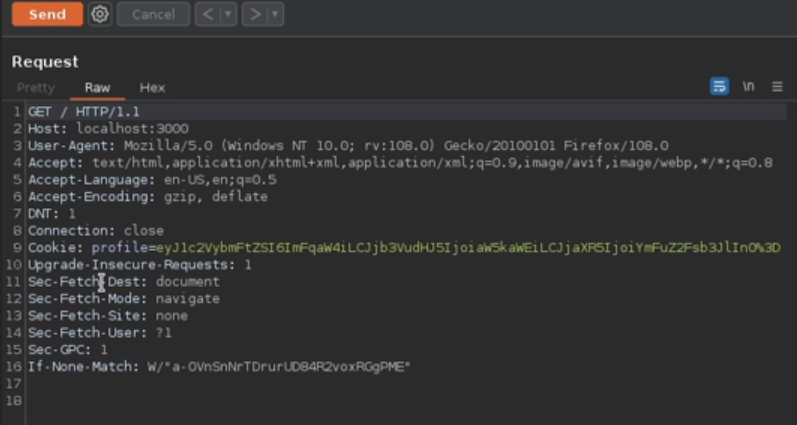 Send Cancel < >
Request
Pretty Raw Hex \n
1 GET / HTTP/1.1
2 Host: localhost:3000
3 User-Agent: Mozilla/5.0 (Windows NT 10.0; rv:108.0) Gecko/20100101 Firefox/108.0
4 Accept: text/html,application/xhtml+xml,application/xml;q=0.9,image/avif,image/webp,*/*;q=0.8
5 Accept-Language: en-US,en;q=0.5
6 Accept-Encoding: gzip, deflate
7 DNT: 1
8 Connection: close
9 Cookie: profile=eyJ1c2VybmFtZSI6ImFqaW4iLCJjb3VudHJ5IjoiaW5kaWEiLCJjaXR5IjoiYmFuZ2Fsb3JlIn0%3D
10 Upgrade-Insecure-Requests: 1
11 Sec-Fetch-Dest: document
12 Sec-Fetch-Mode: navigate
13 Sec-Fetch-Site: none
14 Sec-Fetch-User: ?1
15 Sec-GPC: 1
16 If-None-Match: W/"a-0VnSnNrTDrurUD84R2voxRGgPME"
17
18